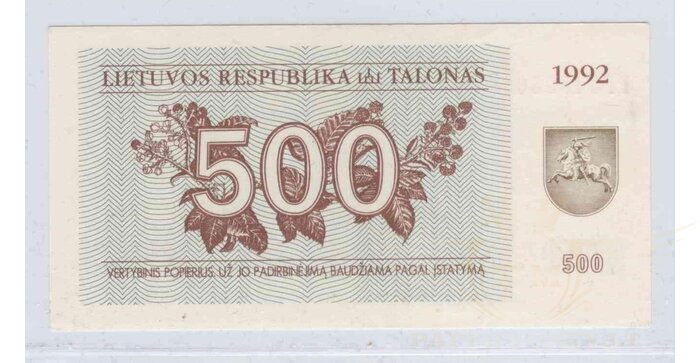 LIETUVOS RESPUBLIKA TALONAS
1992
500
500
VERTYBINIS POPIERIUS, UŽ JO PADIRBINĖJIMĄ BAUDŽIAMA PAGAL ĮSTATYMĄ